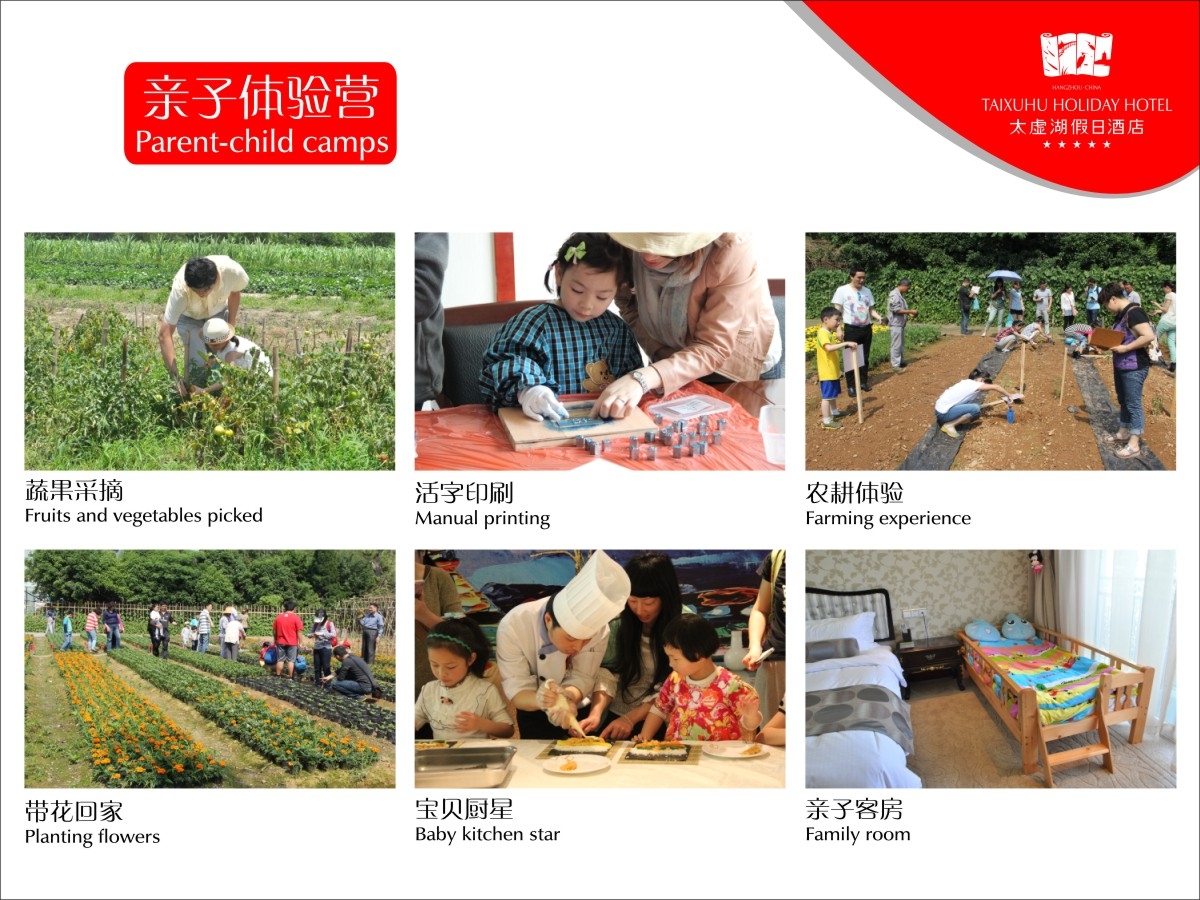 亲子体验营
Parent-child camps
HANGZHOU·CHINA
TAIXUHU HOLIDAY HOTEL
太虚湖假日酒店
蔬果采摘
Fruits and vegetables picked
活字印刷
Manual printing
农耕体验
Farming experience
带花回家
Planting flowers
宝贝厨星
Baby kitchen star
亲子客房
Family room